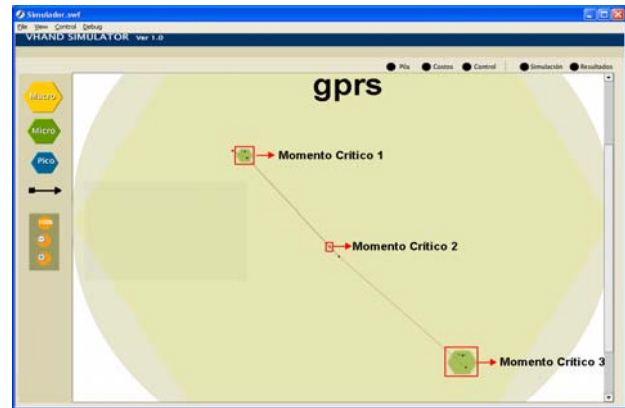 Simulador.swf
File View Control Debug
VHAND SIMULATOR Ver 1.0
Pila Costos Control Simulación Resultados
gprs
Macro
Micro
Pico
Momento Crítico 1
Momento Crítico 2
Momento Crítico 3